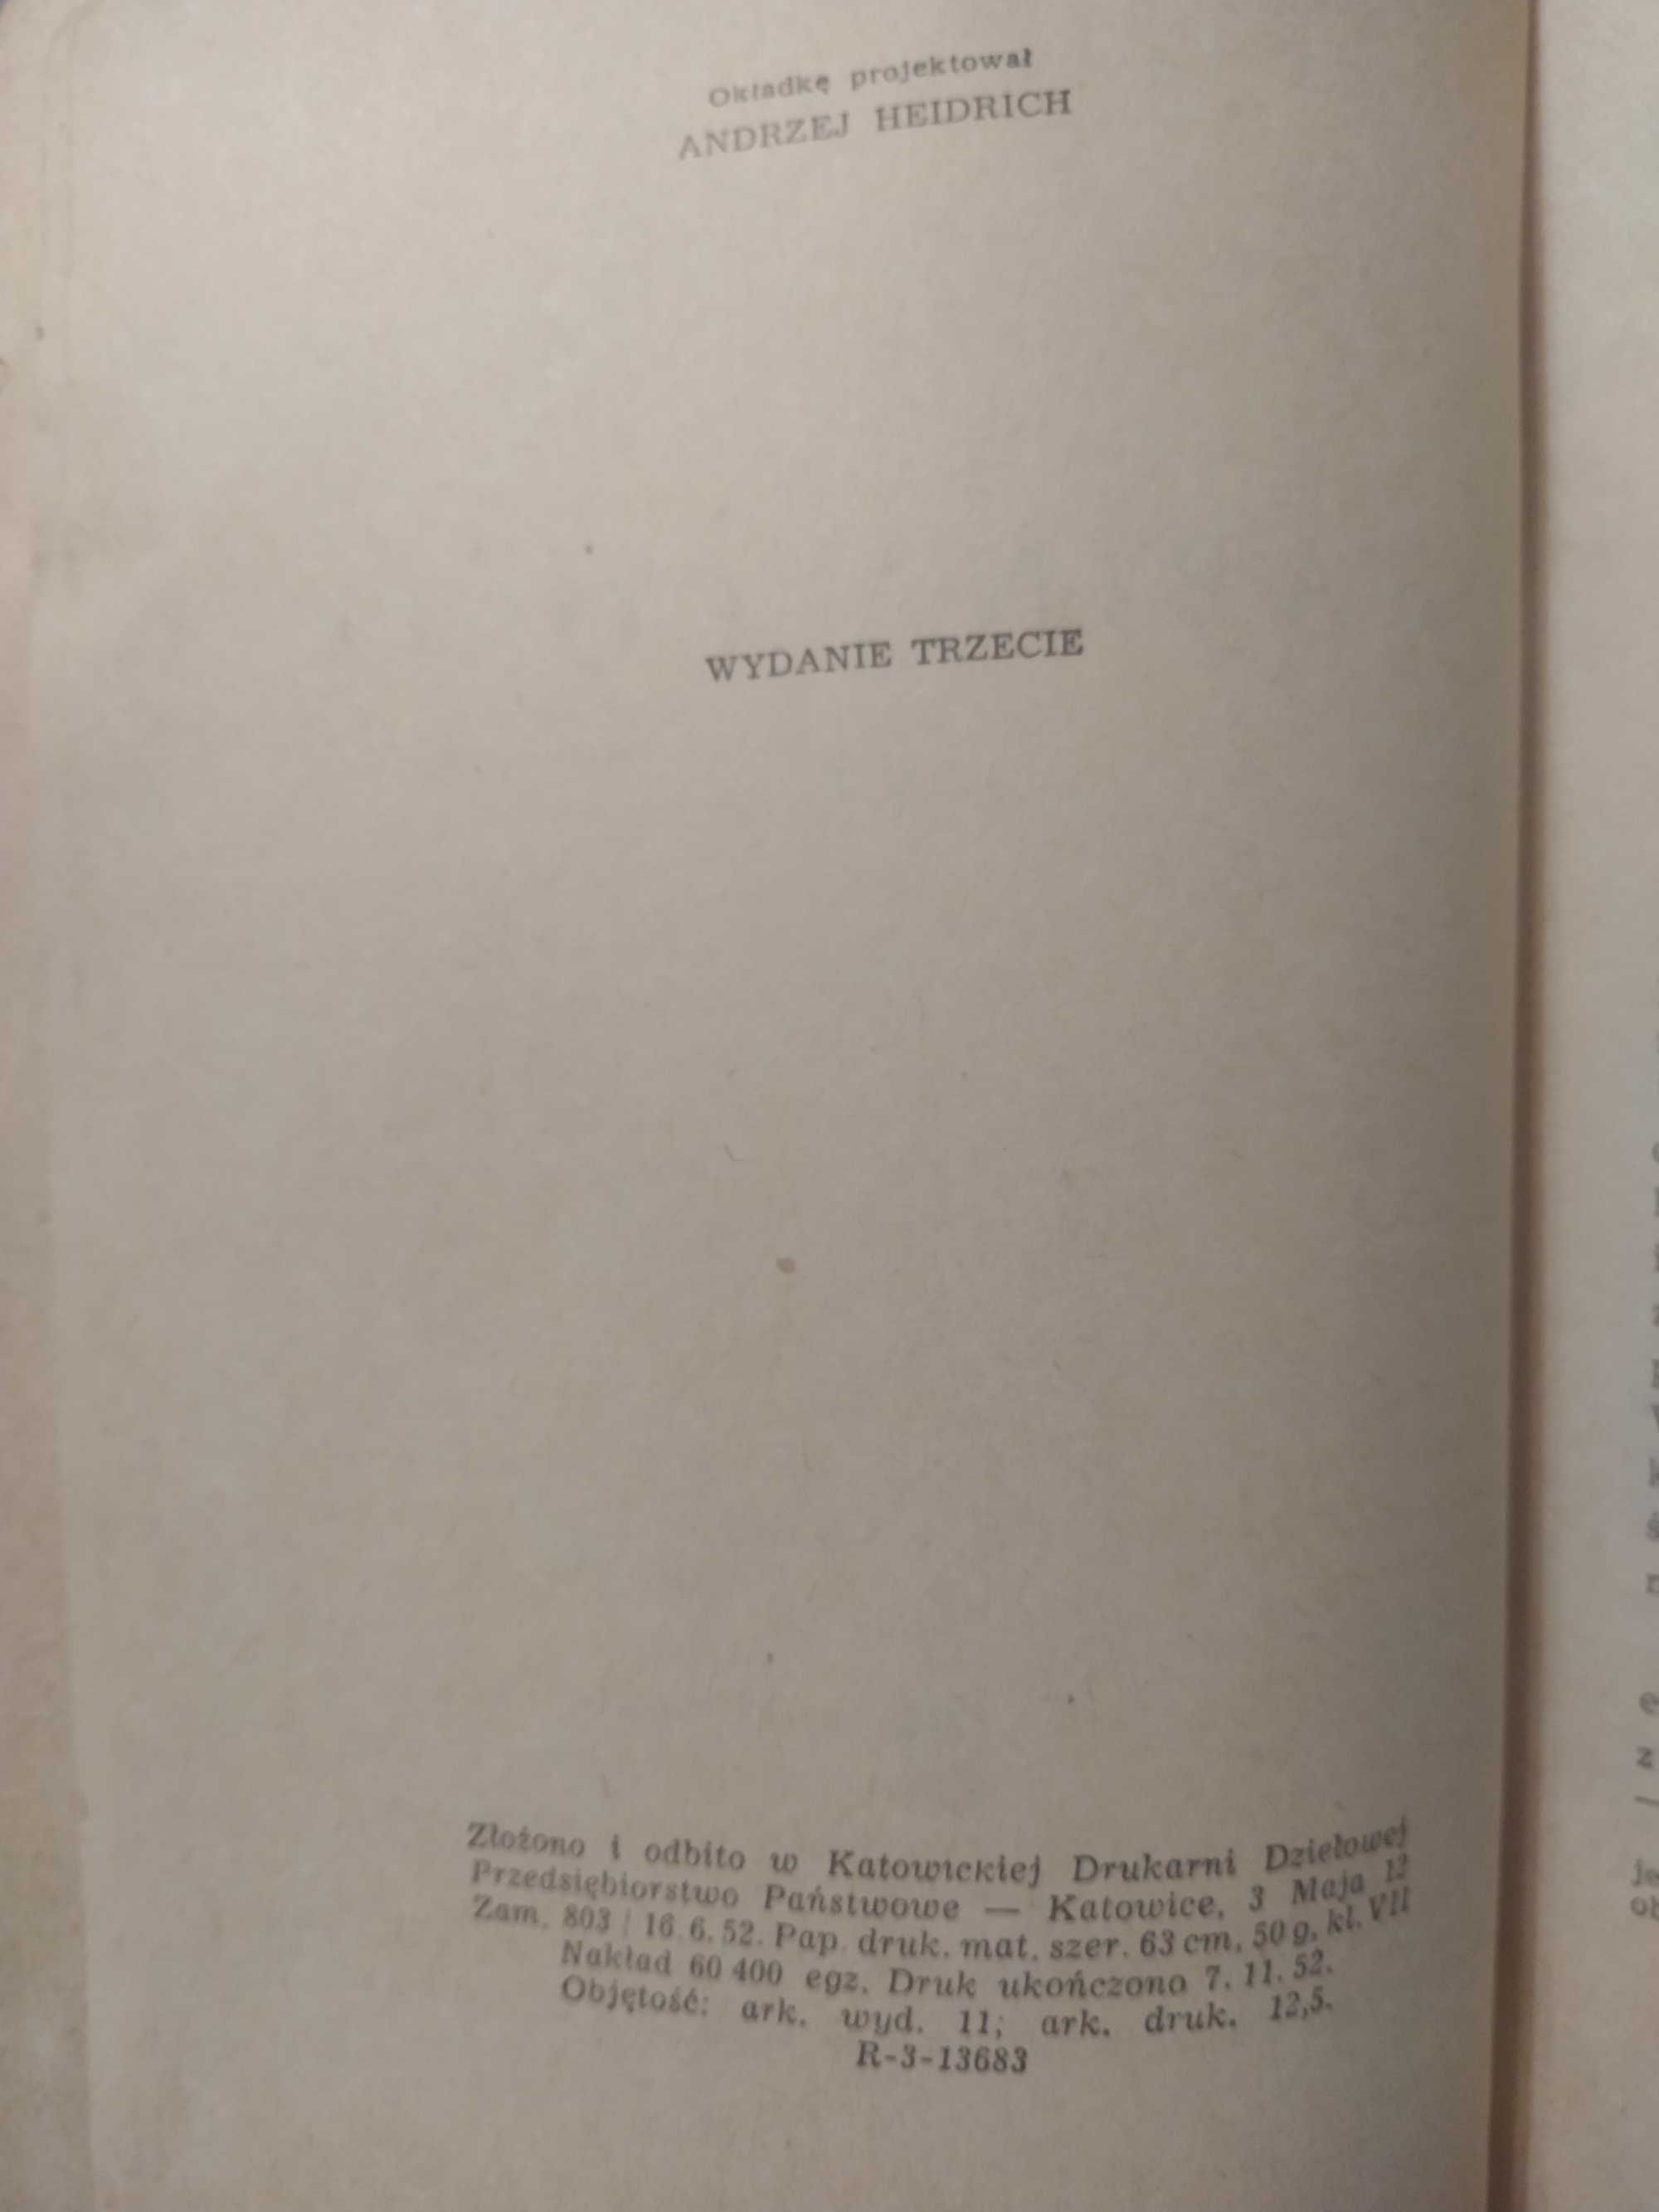 Okładkę projektował
ANDRZEJ HEIDRICH
WYDANIE TRZECIE
Złożono i odbito w Katowickiej Drukarni Dziełowej
Przedsiębiorstwo Państwowe — Katowice, 3 Maja 12
Zam. 803 | 16.6.52. Pap. druk. mat. szer. 63 cm, 50 g, kl. VII
Nakład 60 400 egz. Druk ukończono 7. 11. 52.
Objętość: ark. wyd. 11; ark. druk. 12,5.
R-3-13683